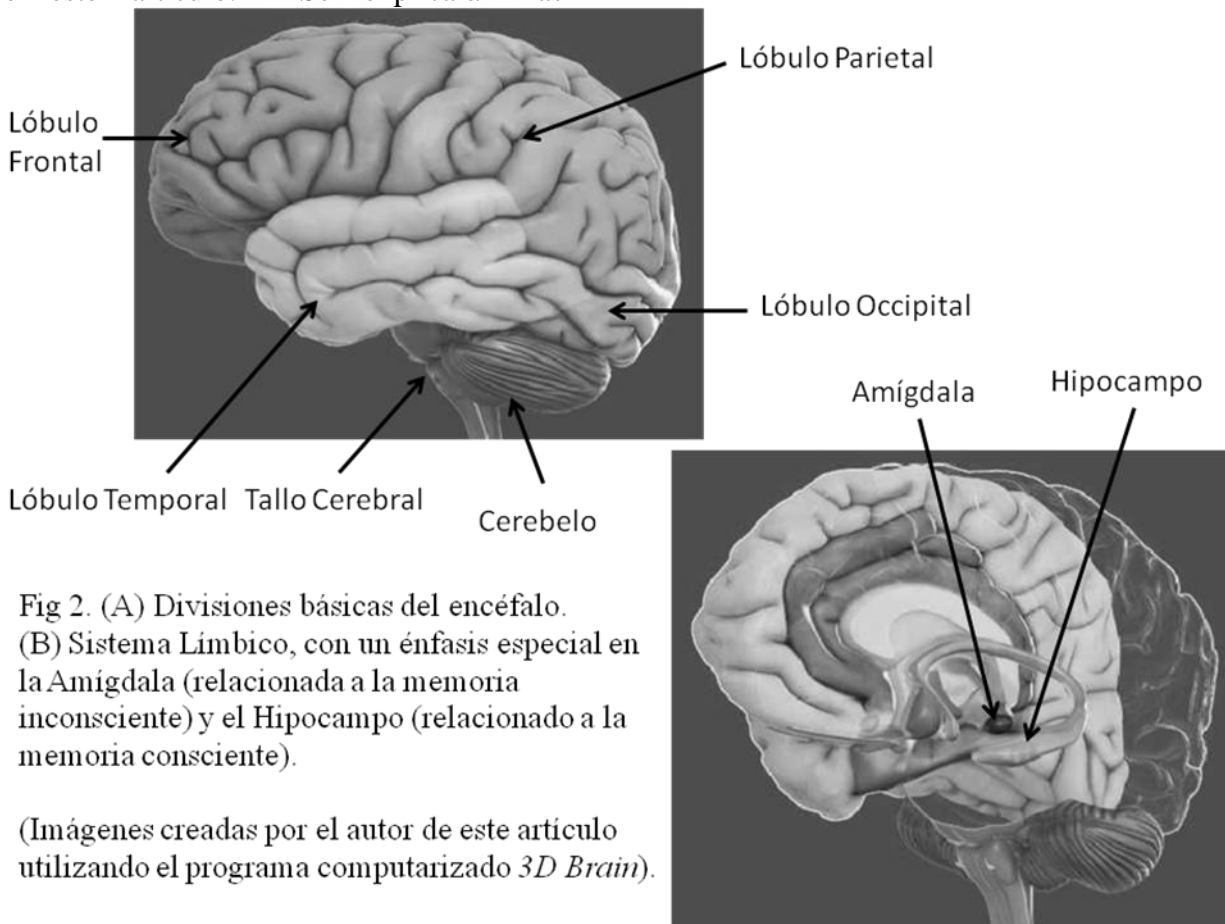 Lóbulo Parietal
Lóbulo
Frontal
Lóbulo Occipital
Amígdala
Hipocampo
Lóbulo Temporal
Tallo Cerebral
Cerebelo
Fig 2. (A) Divisiones básicas del encéfalo.
(B) Sistema Límbico, con un énfasis especial en
la Amígdala (relacionada a la memoria
inconsciente) y el Hipocampo (relacionado a la
memoria consciente).
(Imágenes creadas por el autor de este artículo
utilizando el programa computarizado 3D Brain).